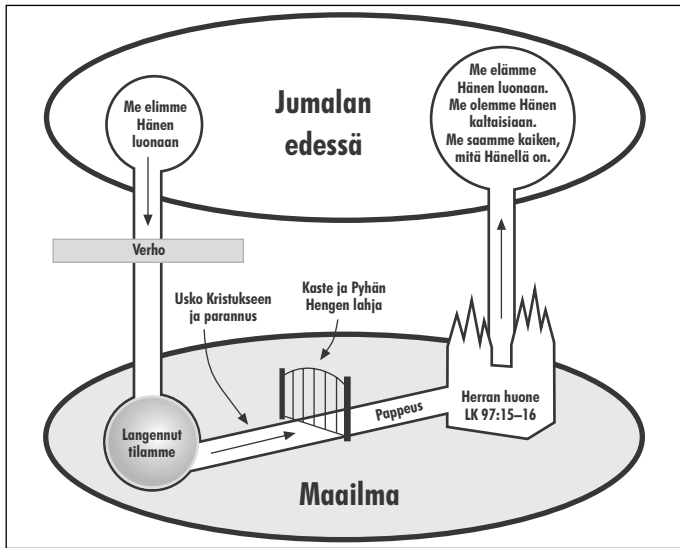 Me elimme
Hänen
luonaan
Jumalan
edessä
Me elämme
Hänen luonaan.
Me olemme Hänen
kaltaisiaan.
Me saamme kaiken,
mitä Hänellä on.
Verho
Usko Kristukseen
ja parannus
Kaste ja Pyhän
Hengen lahja
Langennut
tilamme
Pappeus
Herran huone
LK 97:15–16
Maailma